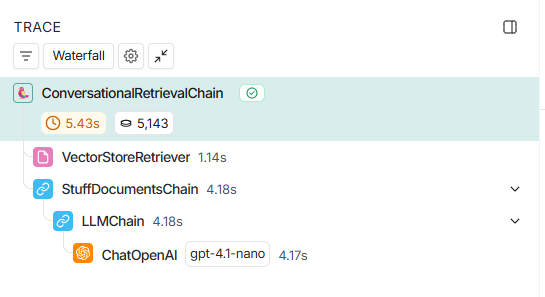 TRACE
Waterfall
ConversationalRetrievalChain
5.43s 5,143
VectorStoreRetriever 1.14s
StuffDocumentsChain 4.18s
LLMChain 4.18s
ChatOpenAI gpt-4.1-nano 4.17s